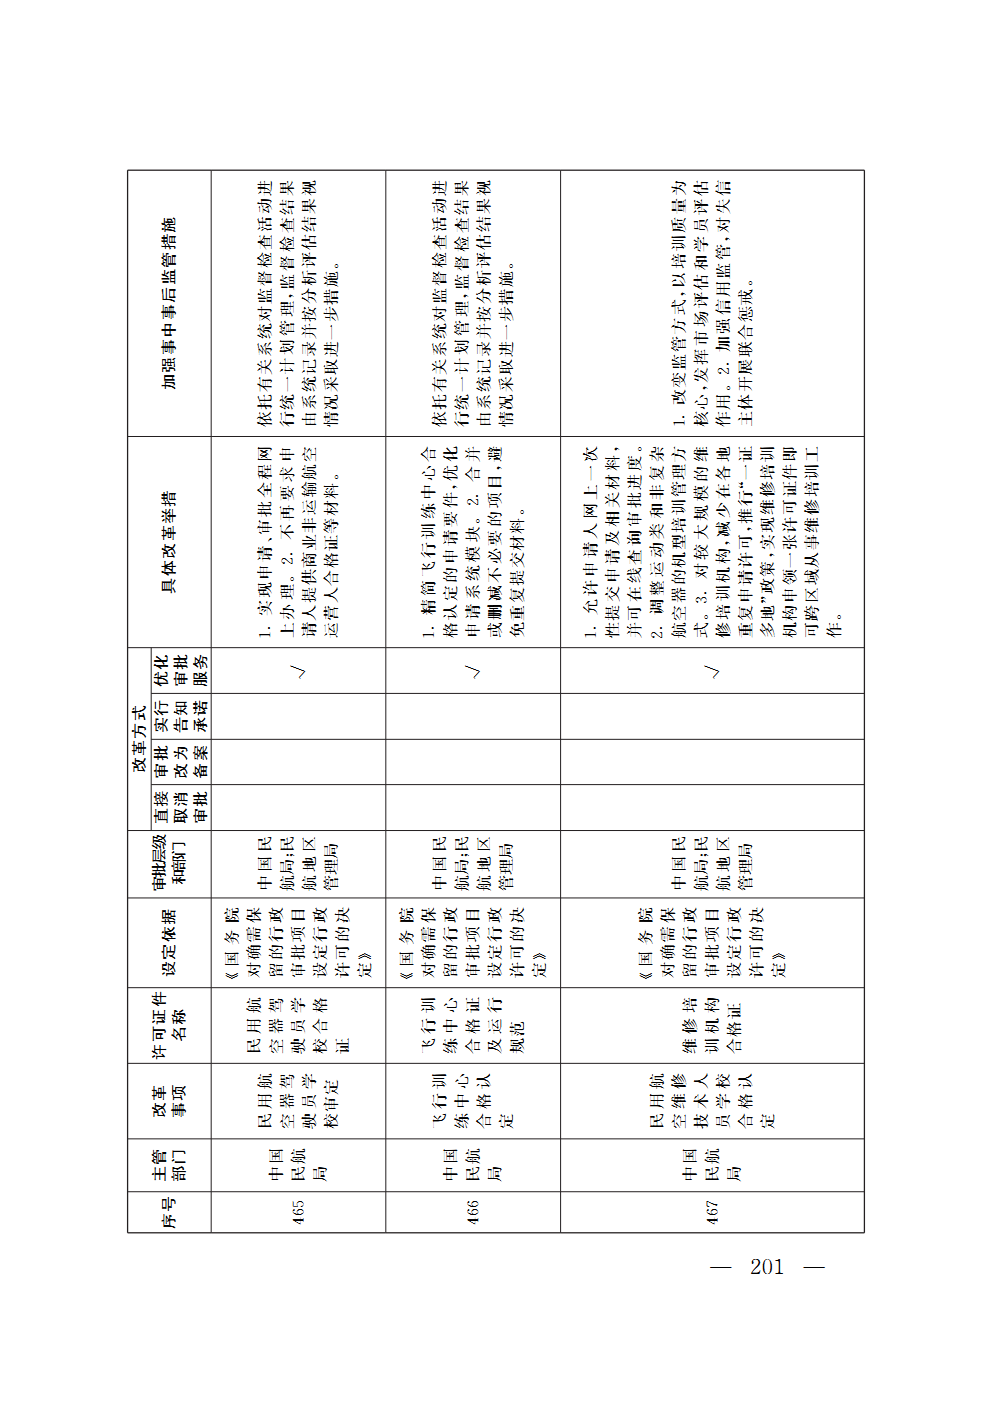 序号
主管
部门
改革
事项
许可证件
名称
设定依据
审批层级
和部门
改革方式
直接
取消
审批
审批
改为
备案
实行
告知
承诺
优化
审批
服务
具体改革举措
加强事中事后监管措施
465
中国
民航
局
民用航
空器驾
驶员学
校审定
民用航
空器驾
驶员学
校合格
证
《国务院
对确需保
留的行政
审批项目
设定行政
许可的决
定》
中国民
航局;民
航地区
管理局
√
1. 实现申请、审批全程网
上办理。2. 不再要求申
请人提供商业非运输航空
运营人合格证等材料。
依托有关系统对监督检查活动进
行统一计划管理,监督检查结果
由系统记录并按分析评估结果视
情况采取进一步措施。
466
中国
民航
局
飞行训
练中心
合格认
定
飞行训
练中心
合格证
及运行
规范
《国务院
对确需保
留的行政
审批项目
设定行政
许可的决
定》
中国民
航局;民
航地区
管理局
√
1. 精简飞行训练中心合
格认定的申请要件,优化
申请系统模块。2. 合并
或删减不必要的项目,避
免重复提交材料。
依托有关系统对监督检查活动进
行统一计划管理,监督检查结果
由系统记录并按分析评估结果视
情况采取进一步措施。
467
中国
民航
局
民用航
空维修
技术人
员学校
合格认
定
维修培
训机构
合格证
《国务院
对确需保
留的行政
审批项目
设定行政
许可的决
定》
中国民
航局;民
航地区
管理局
√
1. 允许申请人网上一次
性提交申请及相关材料,
并可在线查询审批进度。
2. 调整运动类和非复杂
航空器的机型培训管理方
式。3. 对较大规模的维
修培训机构,减少在各地
重复申请许可,推行“一证
多地”政策,实现维修培训
机构申领一张许可证件即
可跨区域从事维修培训工
作。
1. 改变监管方式,以培训质量为
核心,发挥市场评估和学员评估
作用。2. 加强信用监管,对失信
主体开展联合惩戒。
— 201 —